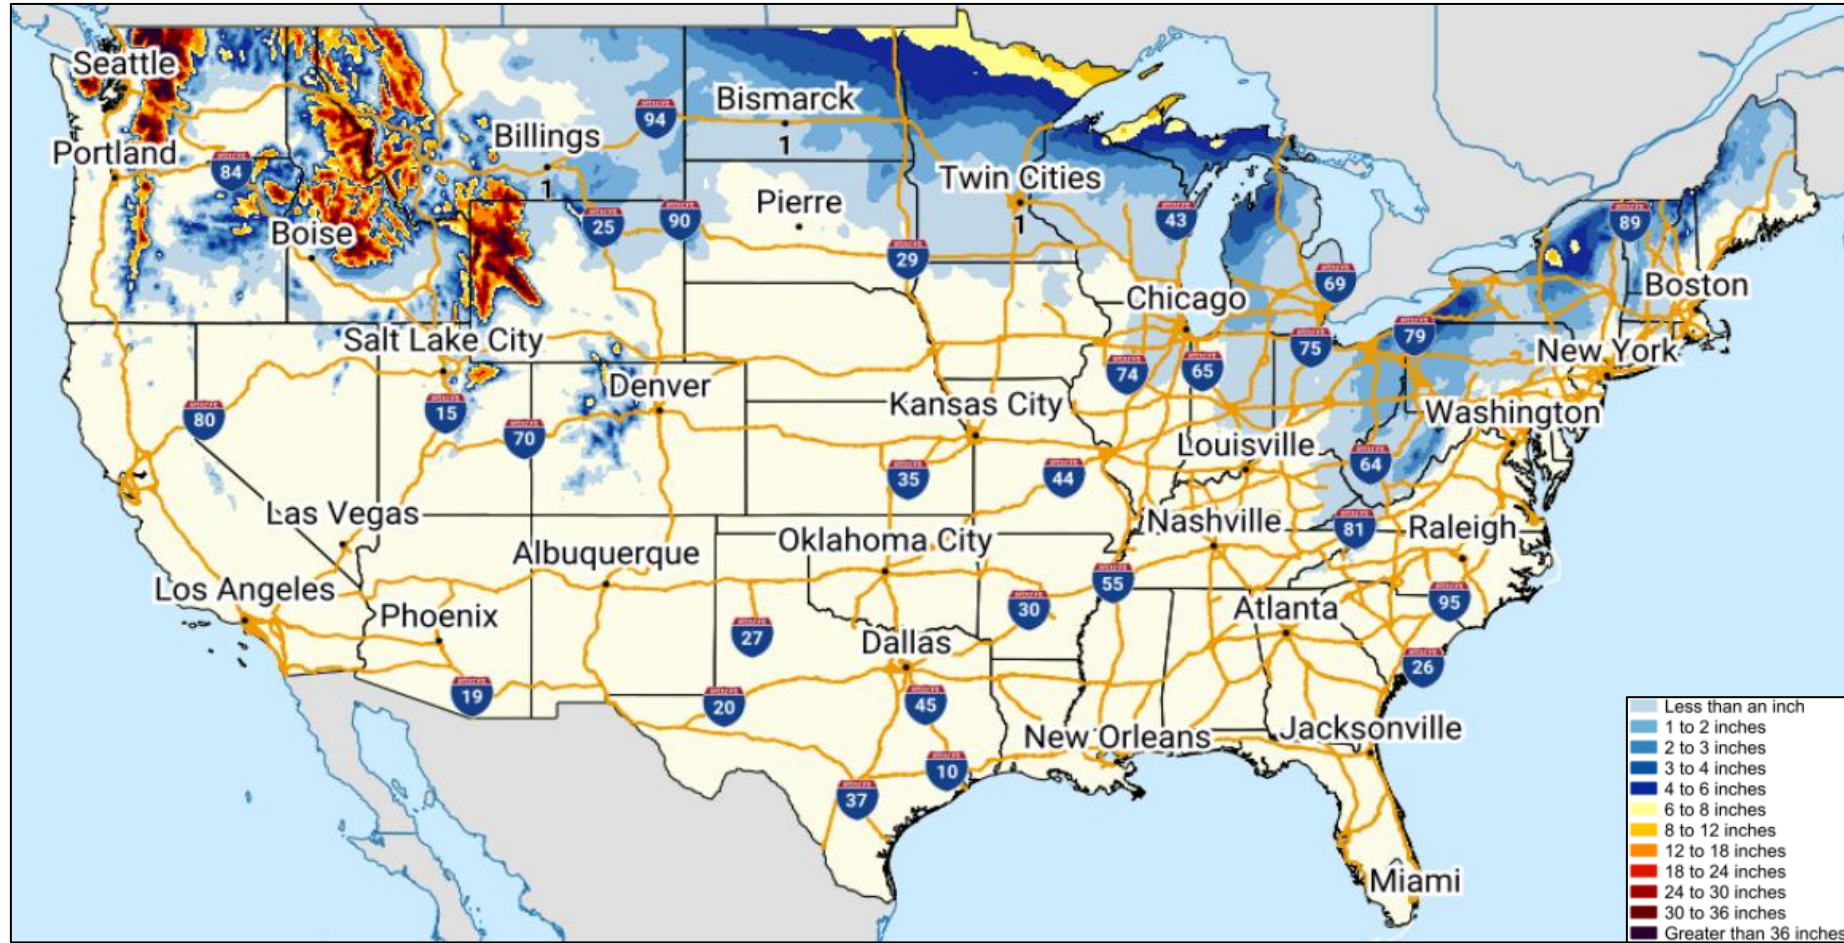 Seattle
Bismarck
94
Billings
1
Portland
84
Twin Cities
1
Pierre
1
Boise
25
90
43
89
29
69
Boston
Chicago
Salt Lake City
79
75
New York
Denver
74
65
15
80
70
Kansas City
Washington
Louisville
64
35
44
Las Vegas
Nashville
81
Raleigh
Oklahoma City
Albuquerque
55
Los Angeles
Phoenix
30
Atlanta
95
27
Dallas
26
19
20
45
New Orleans
Jacksonville
10
37
Miami
Less than an inch
1 to 2 inches
2 to 3 inches
3 to 4 inches
4 to 6 inches
6 to 8 inches
8 to 12 inches
12 to 18 inches
18 to 24 inches
24 to 30 inches
30 to 36 inches
Greater than 36 inches